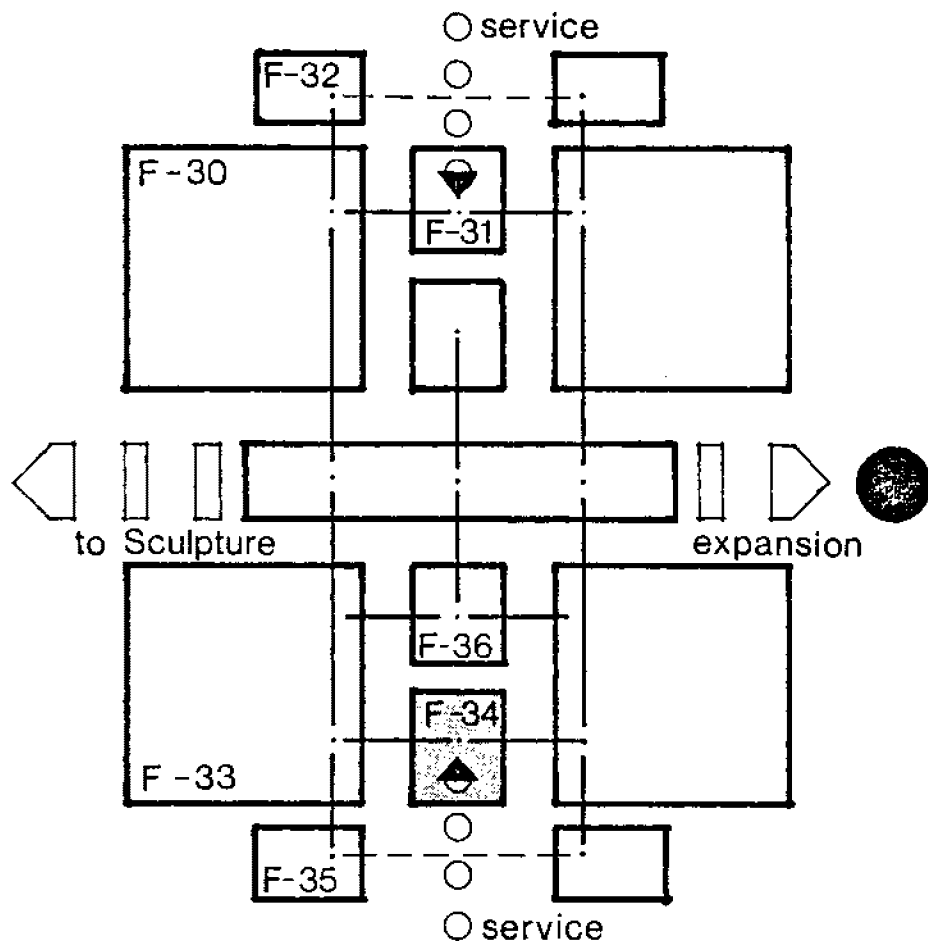 service
F-32
F-30
F-31
to Sculpture
expansion
F-36
F-34
F-33
F-35
service